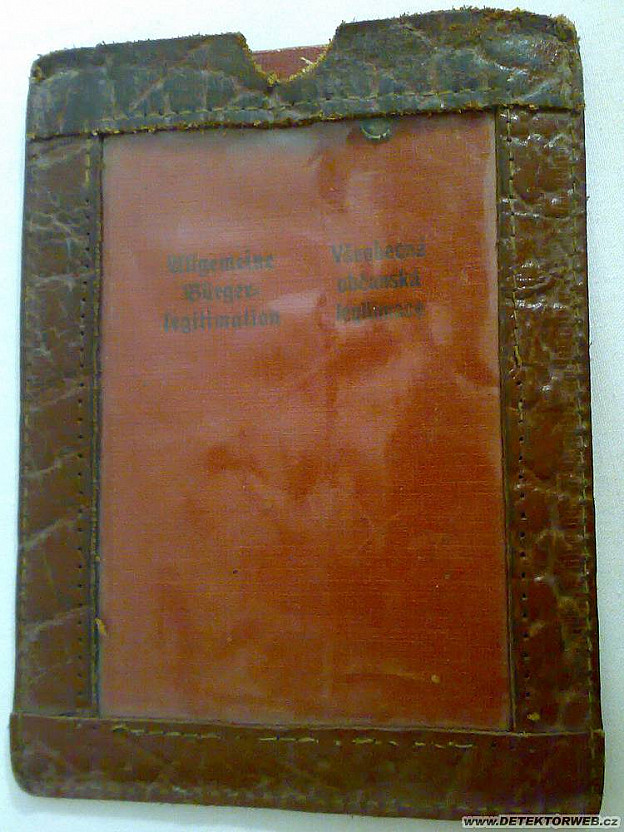 Allgemeine
Bürger-
legitimation
Všeobecná
občanská
legitimace
© WWW.DETEKTORWEB.cz